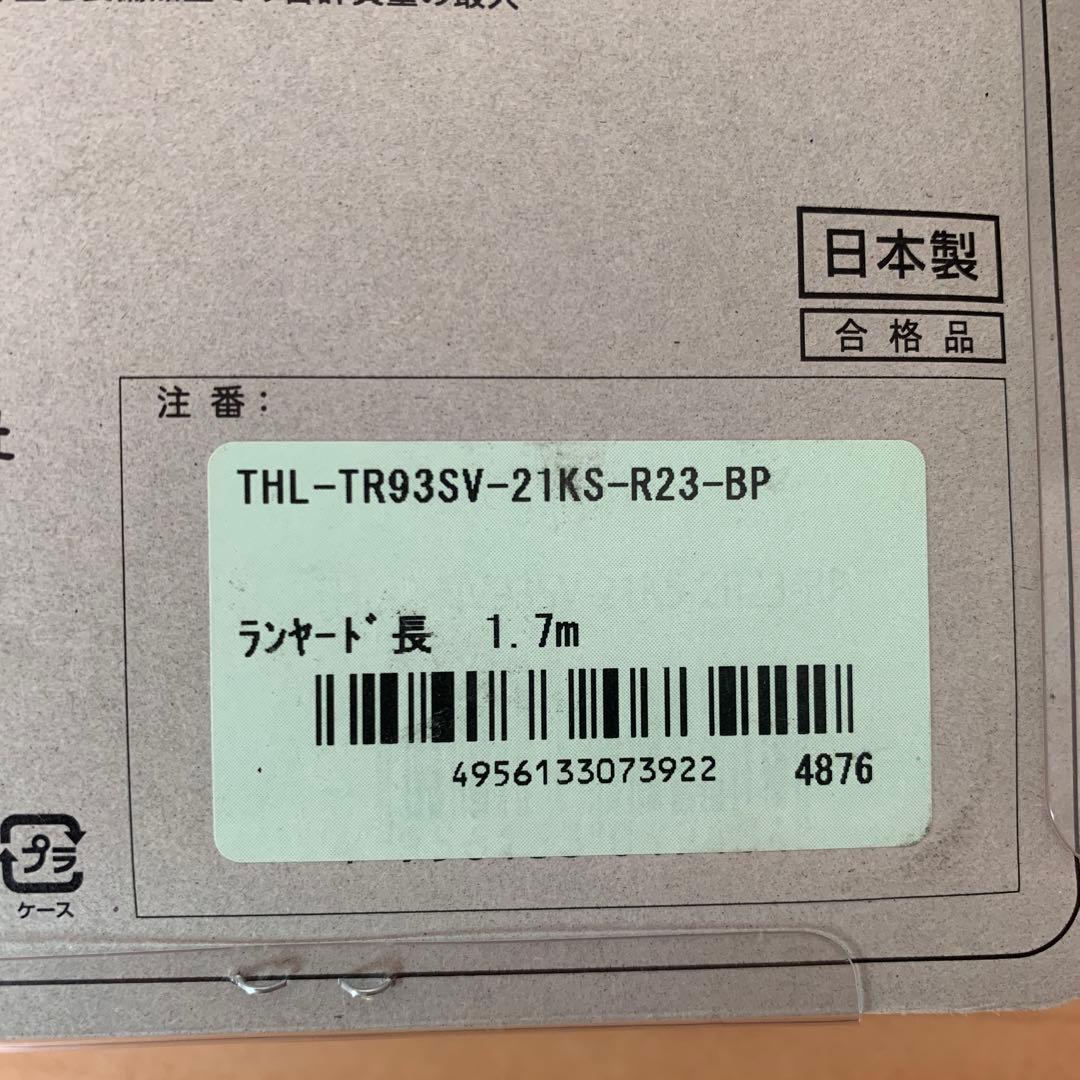 日本製
合格品
注番：
THL-TR93SV-21KS-R23-BP
ﾗﾝﾔｰﾄﾞ長 1.7m
4956133073922 4876
プラ
ケース